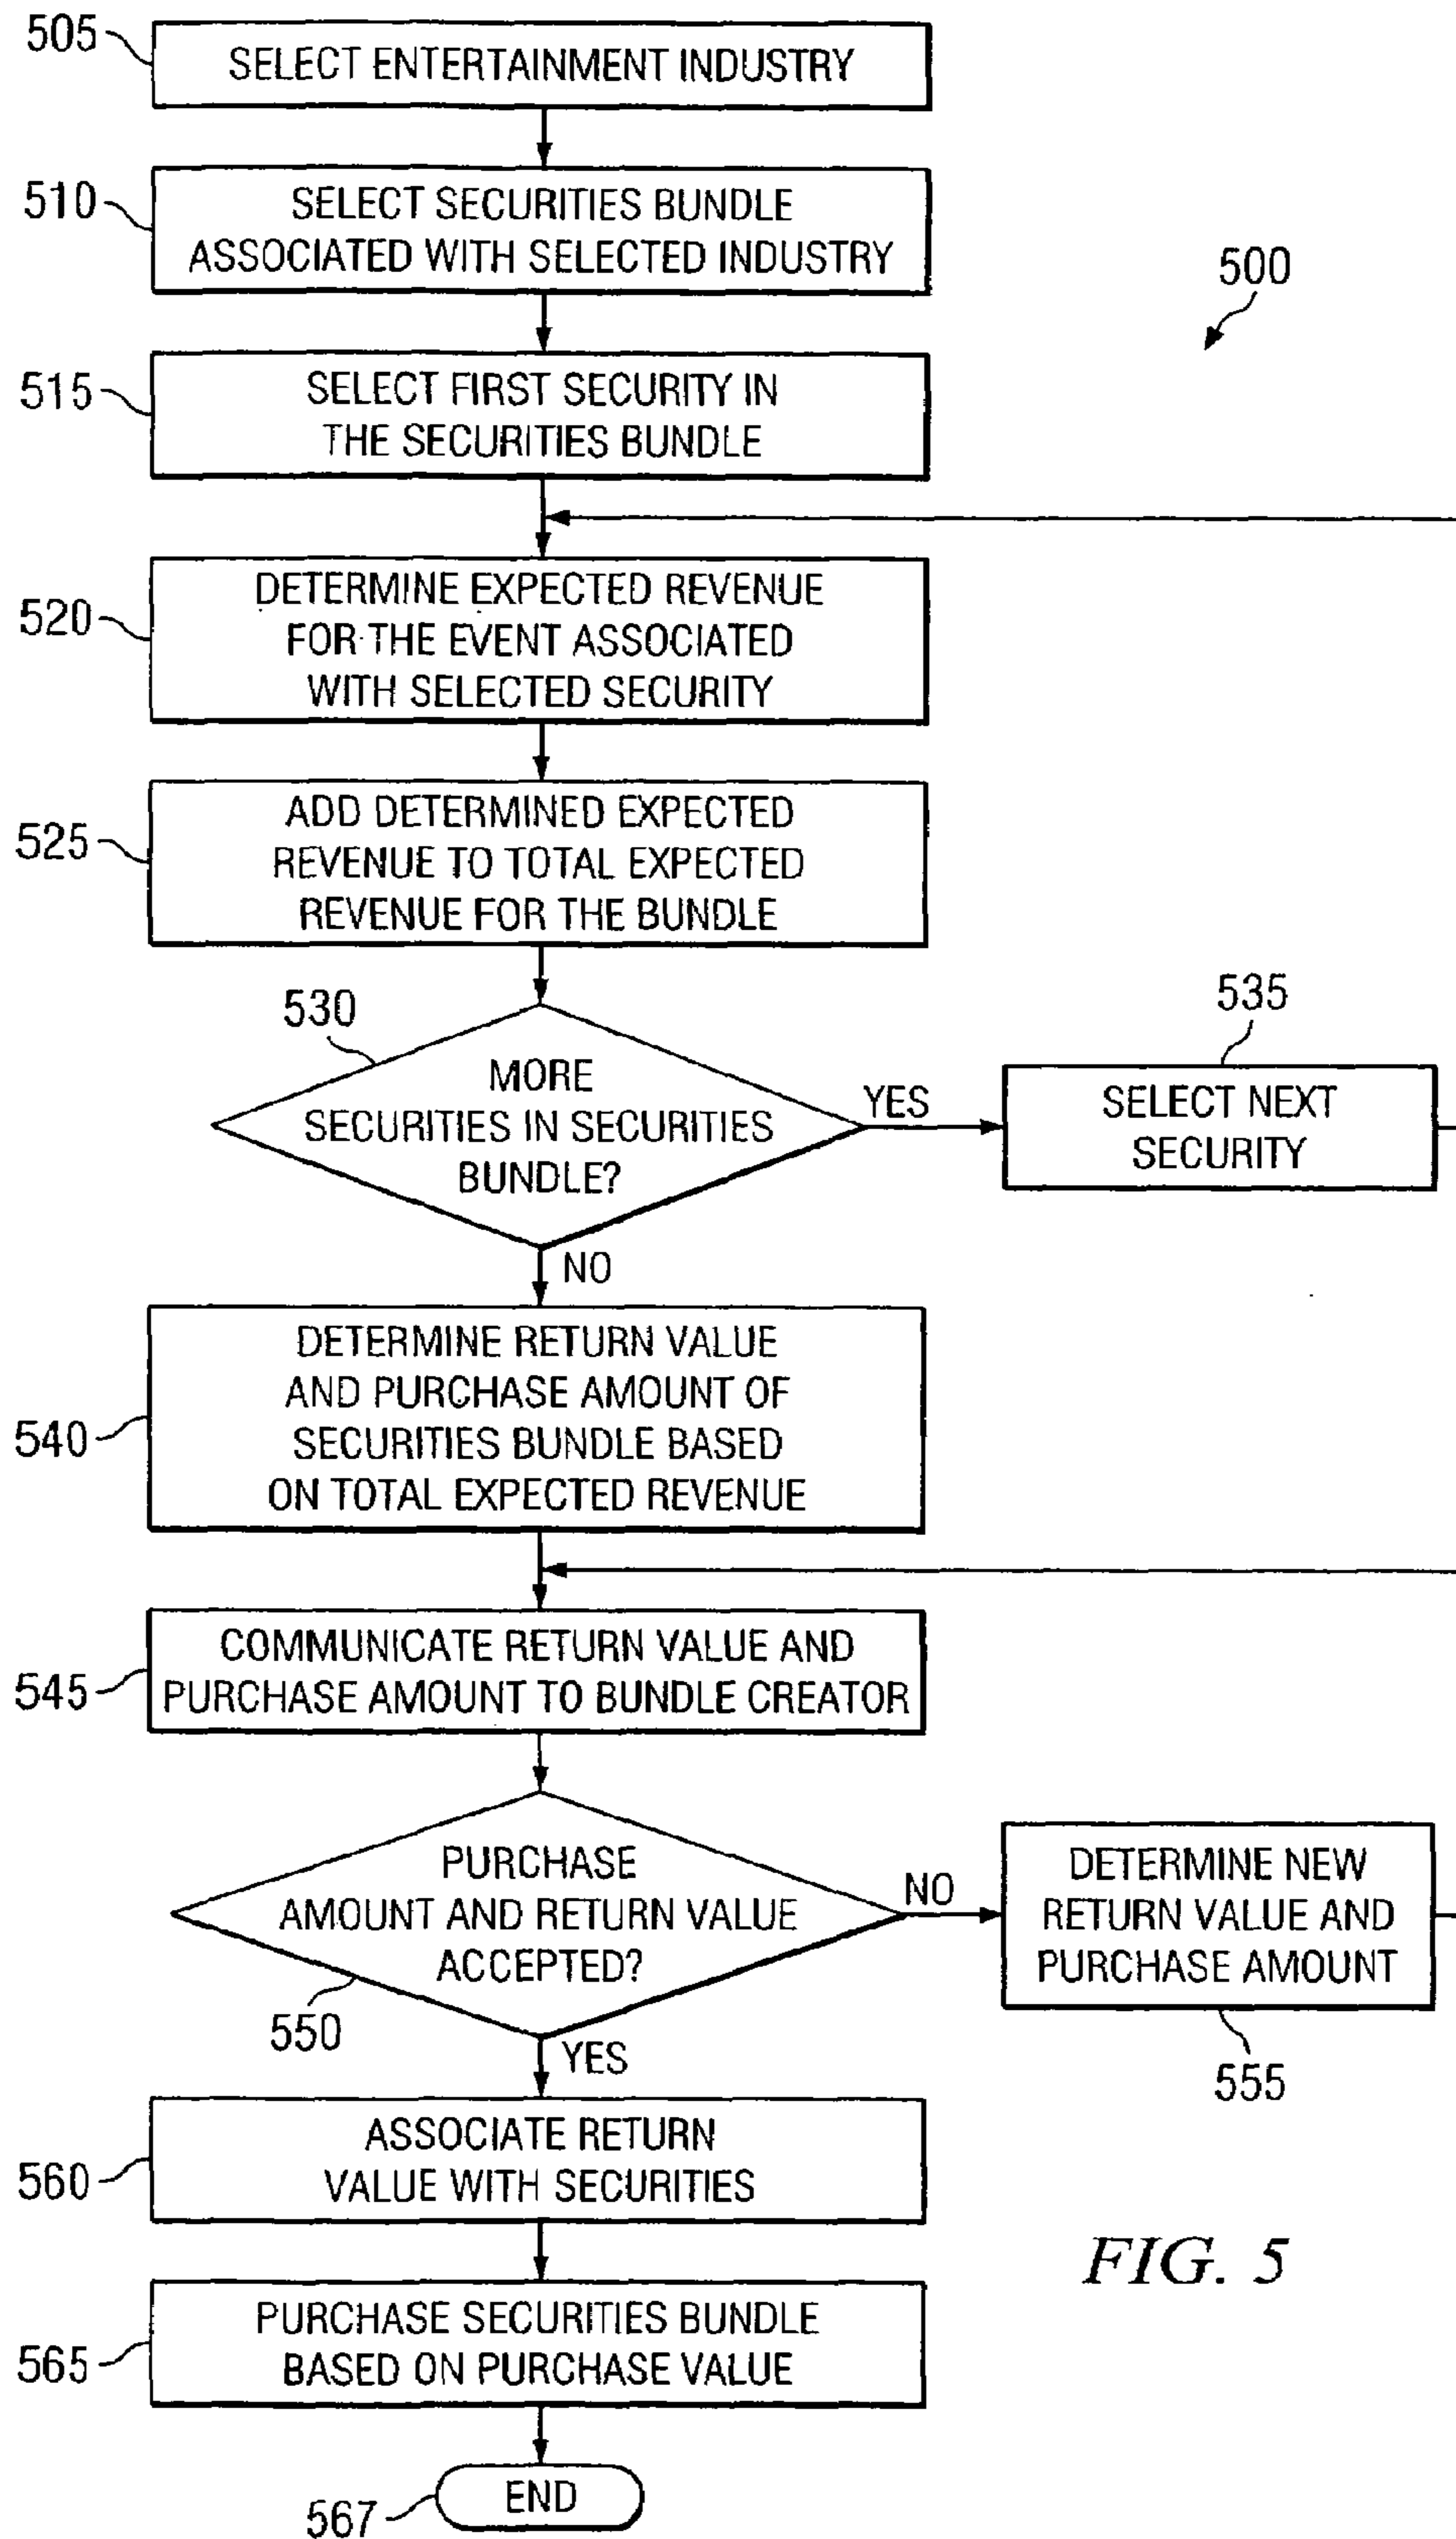 505
SELECT ENTERTAINMENT INDUSTRY
510
SELECT SECURITIES BUNDLE
ASSOCIATED WITH SELECTED INDUSTRY
500
515
SELECT FIRST SECURITY IN
THE SECURITIES BUNDLE
520
DETERMINE EXPECTED REVENUE
FOR THE EVENT ASSOCIATED
WITH SELECTED SECURITY
525
ADD DETERMINED EXPECTED
REVENUE TO TOTAL EXPECTED
REVENUE FOR THE BUNDLE
530
MORE
SECURITIES IN SECURITIES
BUNDLE?
YES
535
SELECT NEXT
SECURITY
NO
540
DETERMINE RETURN VALUE
AND PURCHASE AMOUNT OF
SECURITIES BUNDLE BASED
ON TOTAL EXPECTED REVENUE
545
COMMUNICATE RETURN VALUE AND
PURCHASE AMOUNT TO BUNDLE CREATOR
PURCHASE
AMOUNT AND RETURN VALUE
ACCEPTED?
550
NO
DETERMINE NEW
RETURN VALUE AND
PURCHASE AMOUNT
555
YES
560
ASSOCIATE RETURN
VALUE WITH SECURITIES
565
PURCHASE SECURITIES BUNDLE
BASED ON PURCHASE VALUE
567
END
FIG. 5